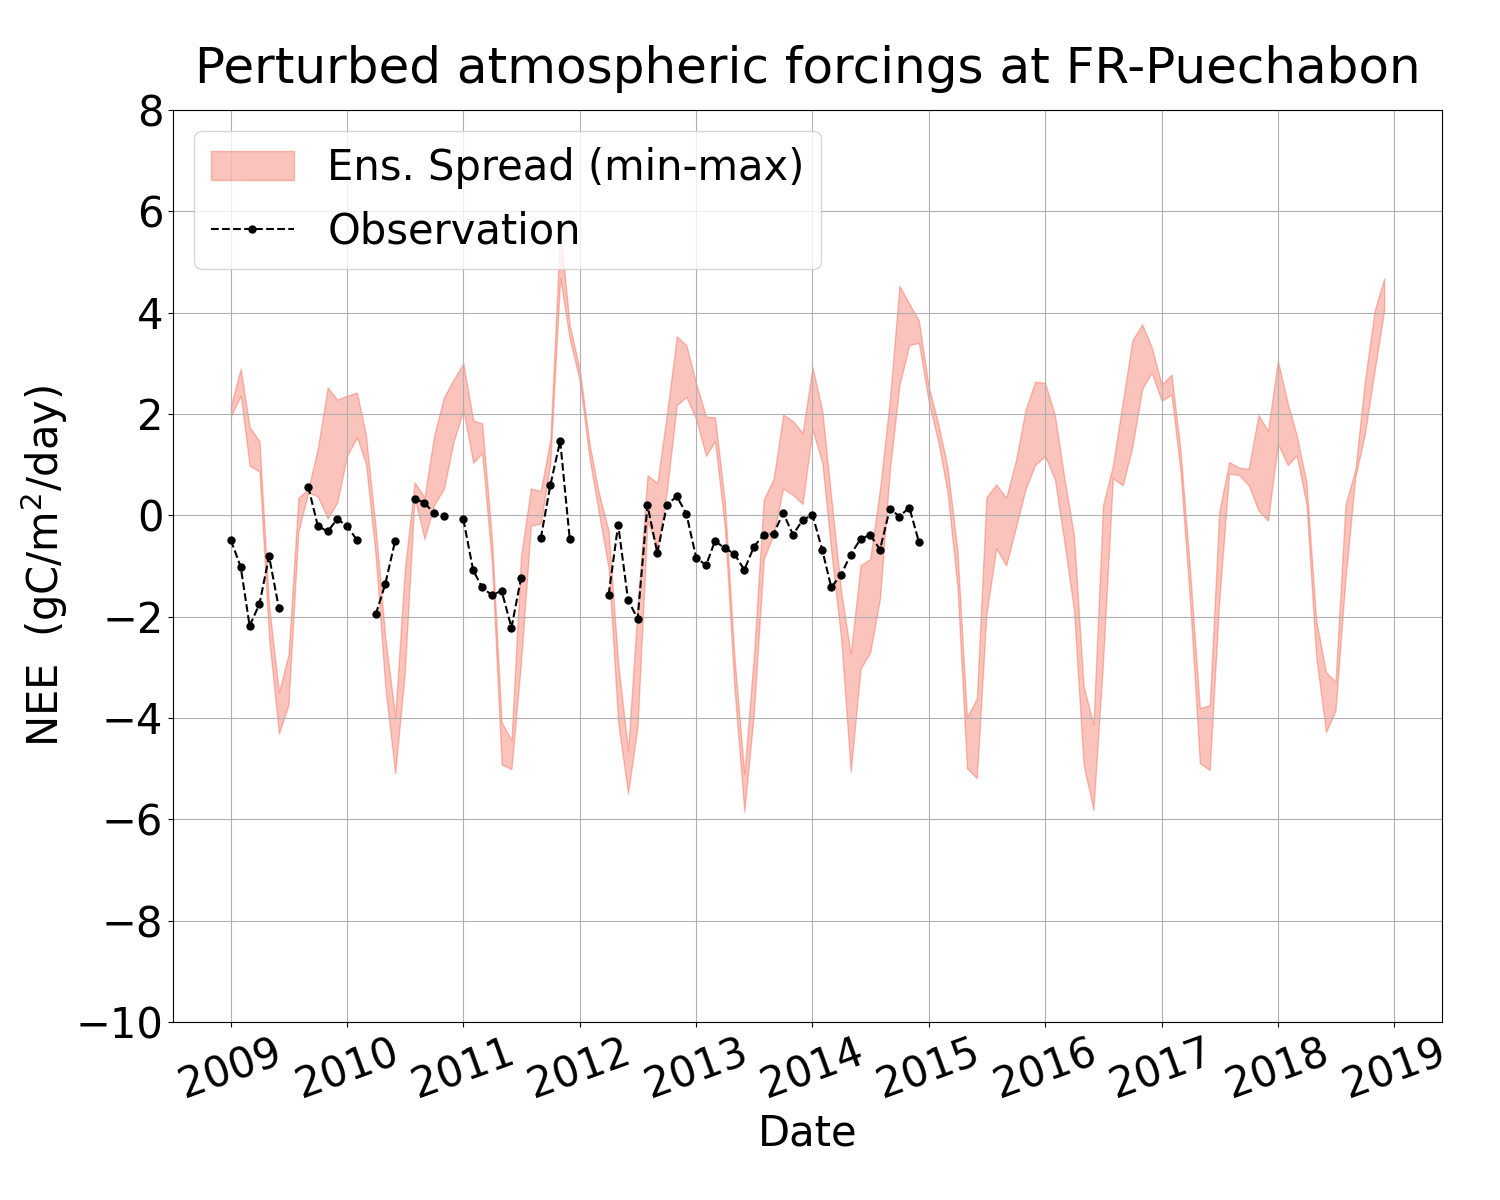 Perturbed atmospheric forcings at FR-Puechabon
8
6
4
2
0
−2
−4
−6
−8
−10
NEE (gC/m²/day)
Ens. Spread (min-max)
Observation
2009 2010 2011 2012 2013 2014 2015 2016 2017 2018 2019
Date